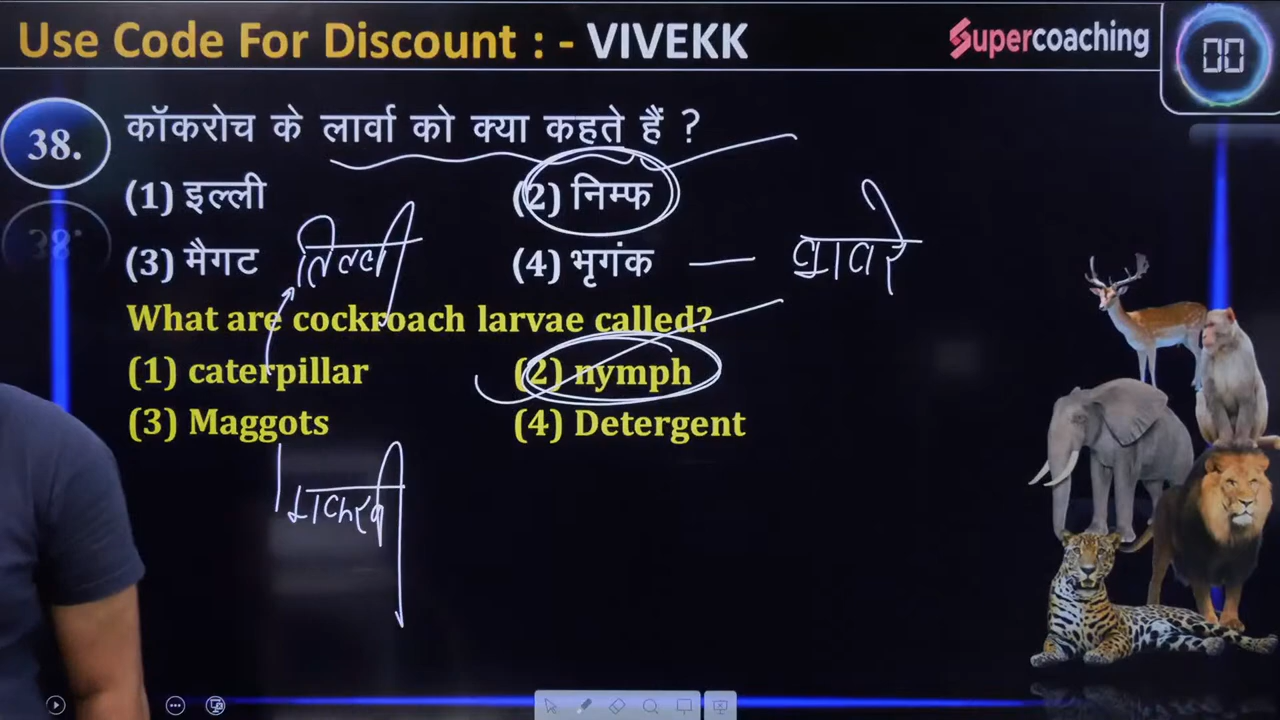 Use Code For Discount : - VIVEKK
Supercoaching
00
38. कॉकरोच के लार्वा को क्या कहते हैं ?
(1) इल्ली (2) निम्फ
(3) मैगट (4) भृगंक
What are cockroach larvae called?
(1) caterpillar (2) nymph
(3) Maggots (4) Detergent